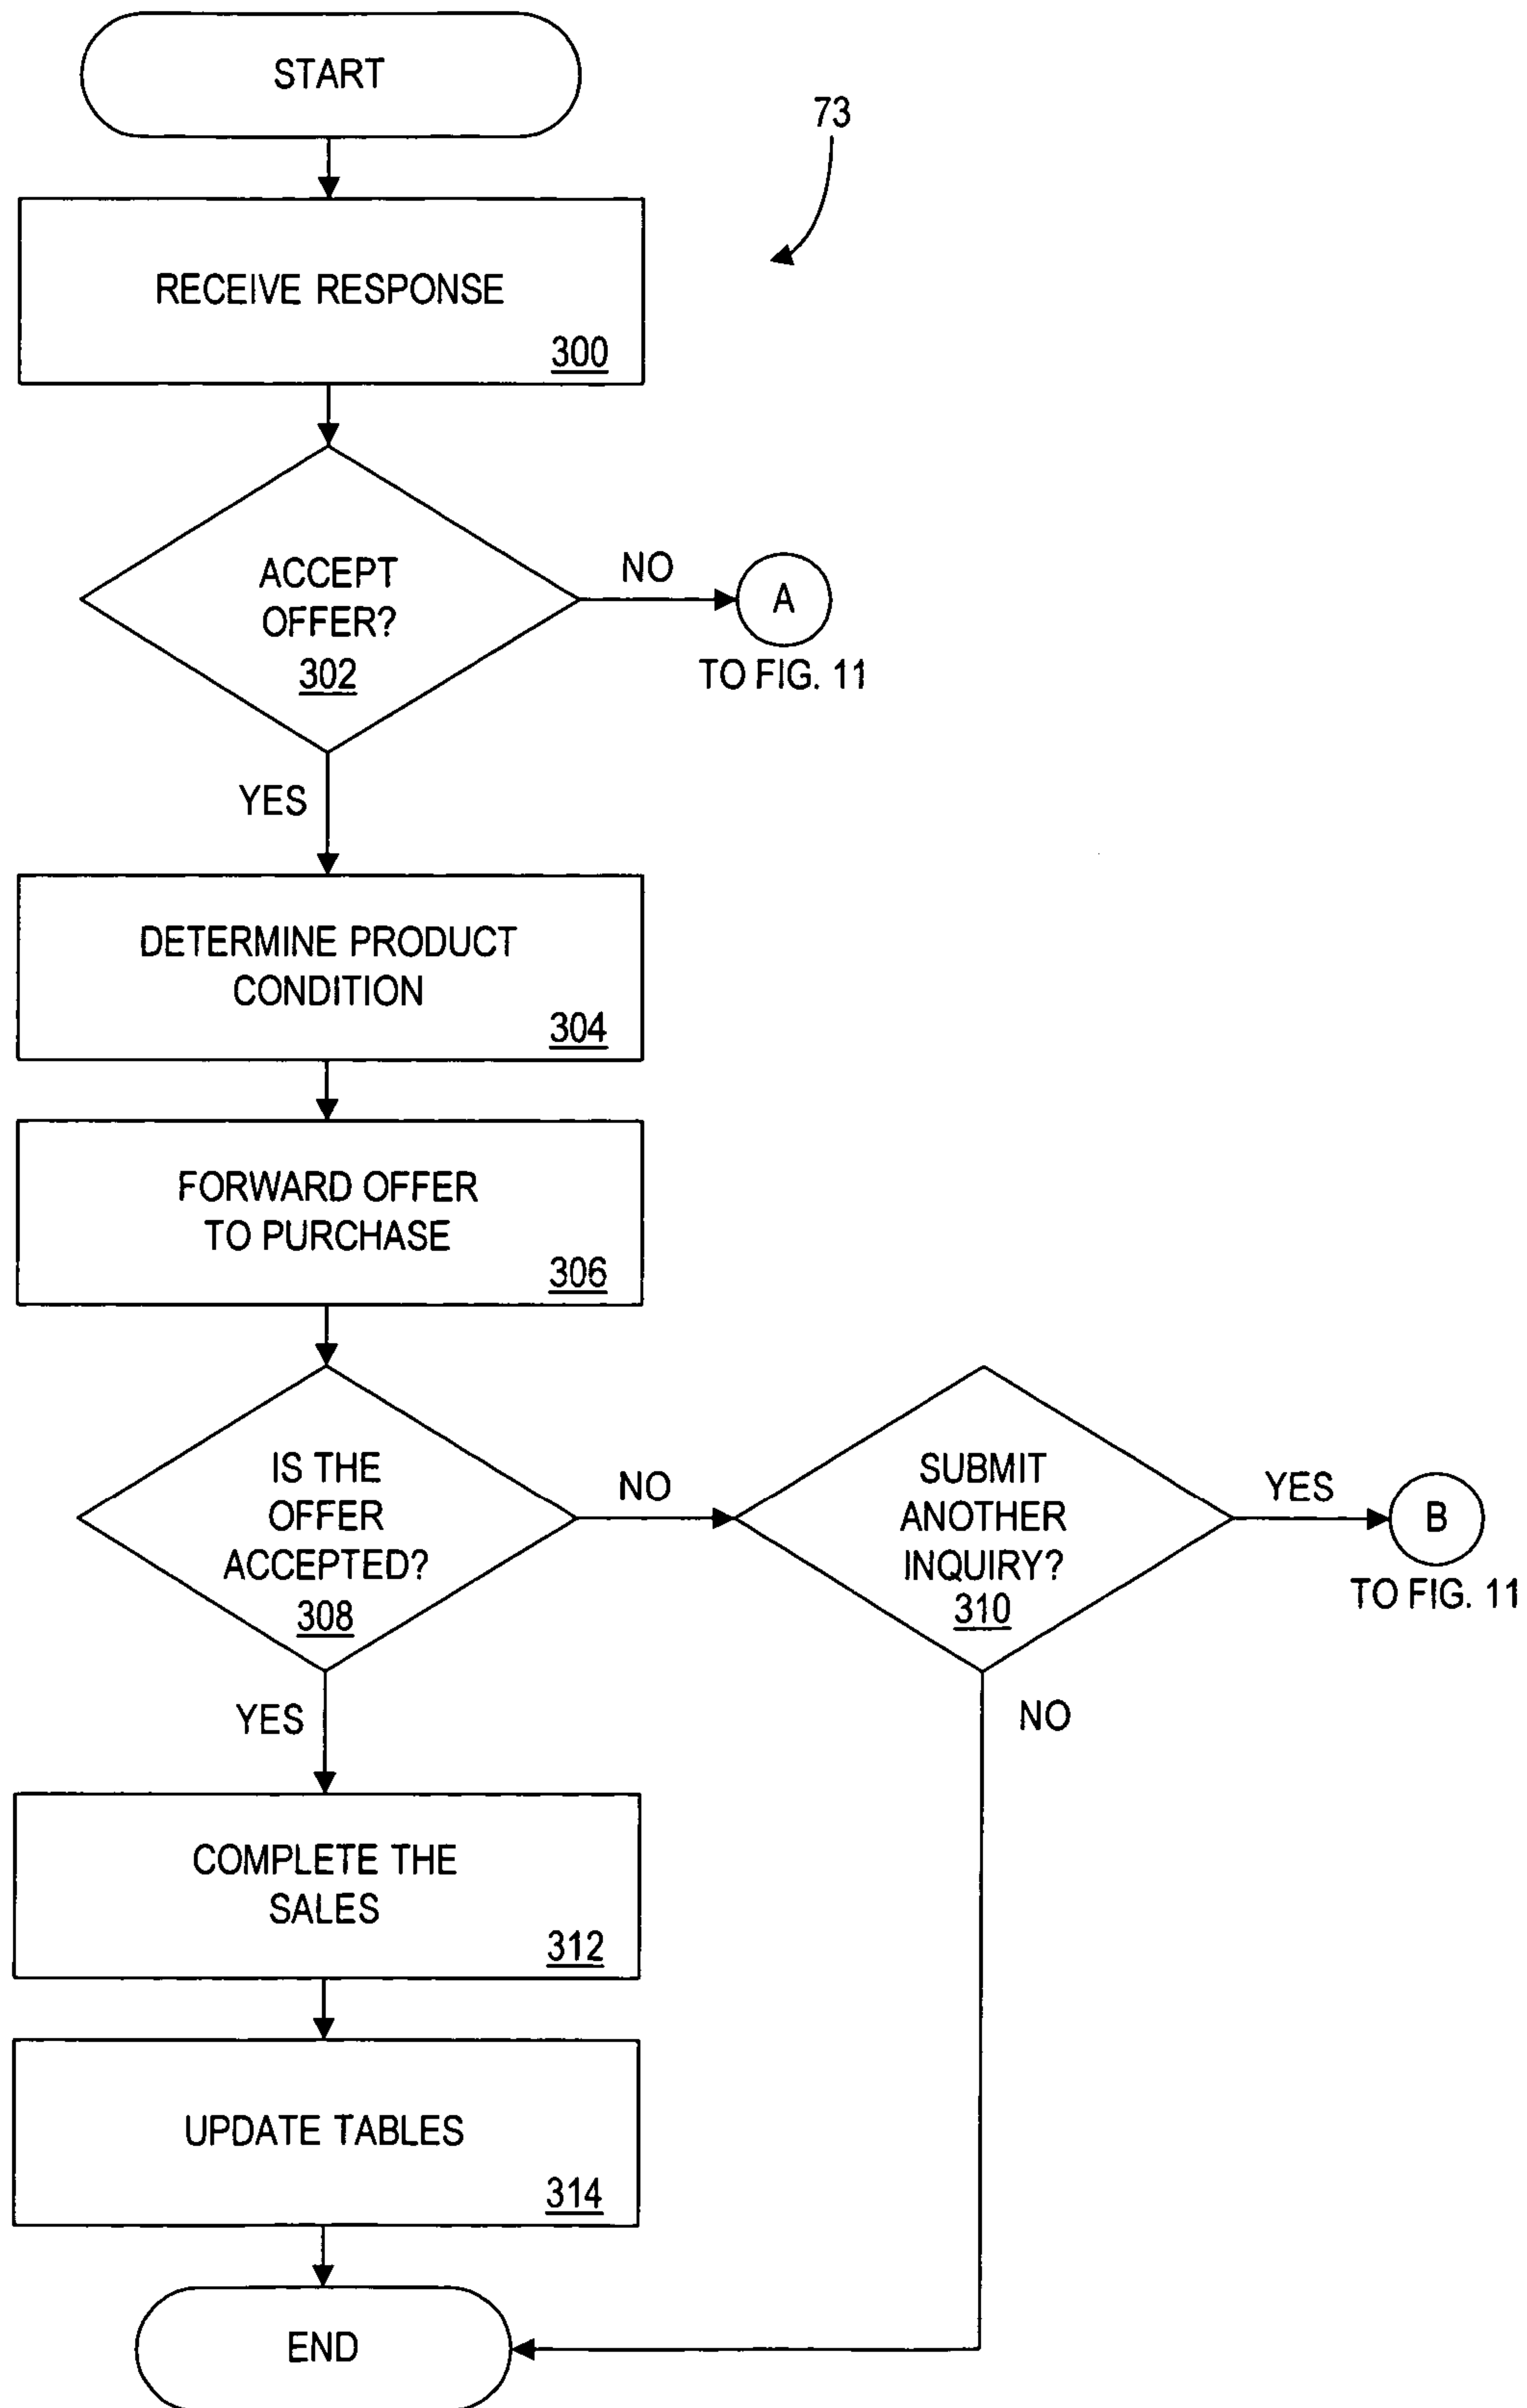 START
73
RECEIVE RESPONSE
300
ACCEPT
OFFER?
302
NO
A
TO FIG. 11
YES
DETERMINE PRODUCT
CONDITION
304
FORWARD OFFER
TO PURCHASE
306
IS THE
OFFER
ACCEPTED?
308
NO
SUBMIT
ANOTHER
INQUIRY?
310
YES
B
TO FIG. 11
YES
NO
COMPLETE THE
SALES
312
UPDATE TABLES
314
END